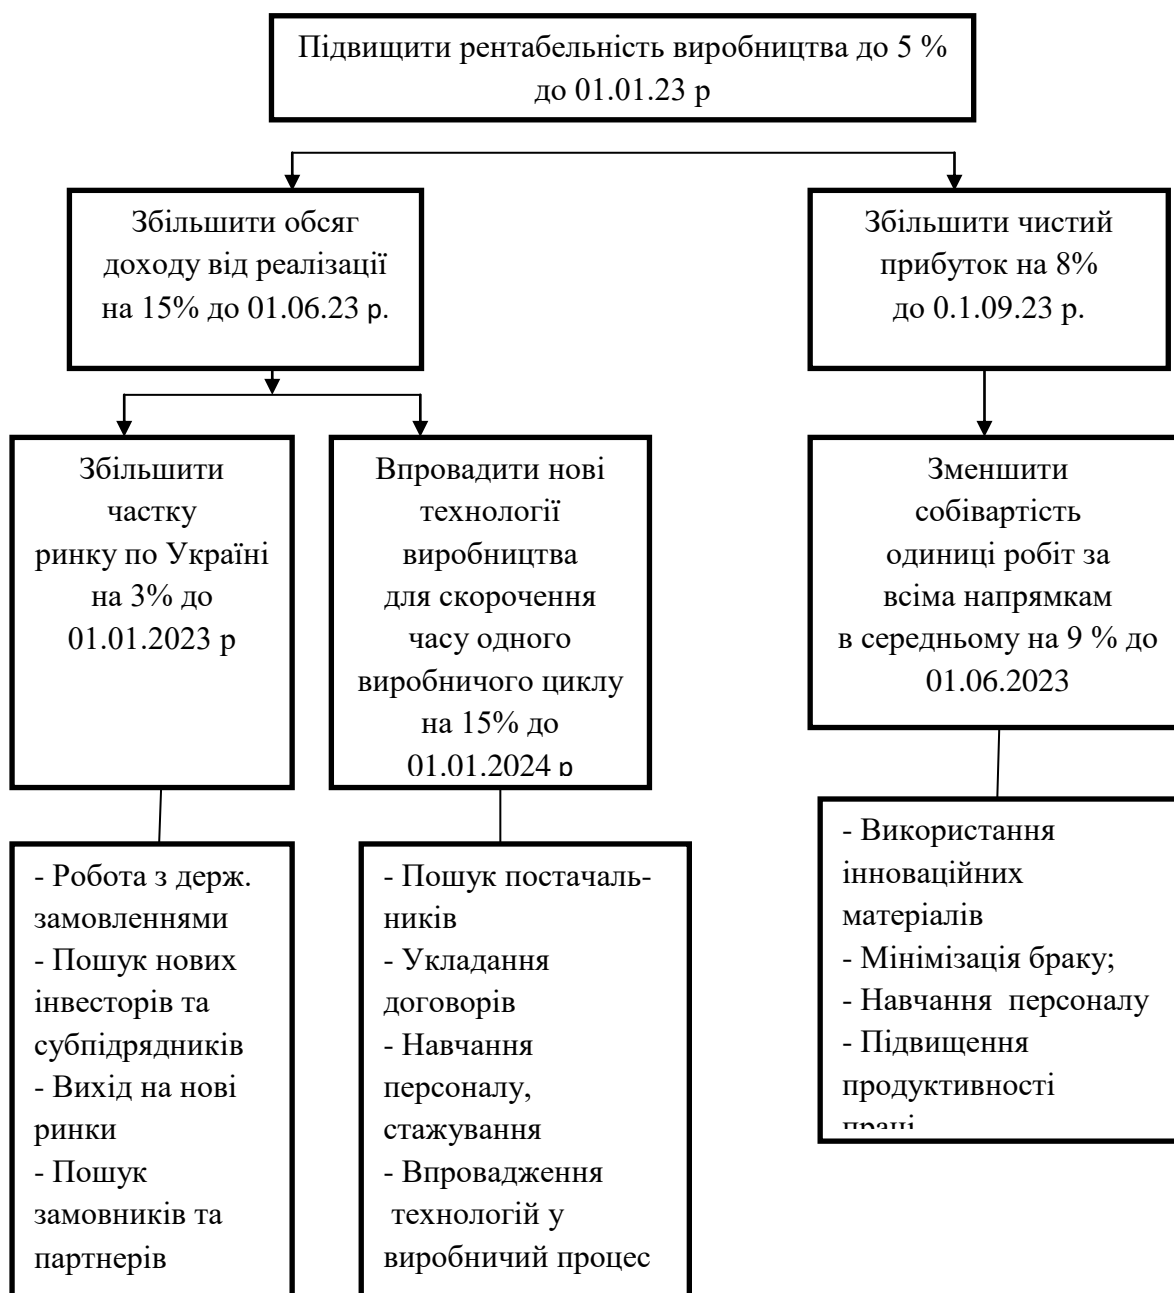 Підвищити рентабельність виробництва до 5 %
до 01.01.23 р
Збільшити обсяг
доходу від реалізації
на 15% до 01.06.23 р.
Збільшити чистий
прибуток на 8%
до 0.1.09.23 р.
Збільшити
частку
ринку по Україні
на 3% до
01.01.2023 р
Впровадити нові
технології
виробництва
для скорочення
часу одного
виробничого циклу
на 15% до
01.01.2024 р
Зменшити
собівартість
одиниці робіт за
всіма напрямкам
в середньому на 9 % до
01.06.2023
- Робота з держ.
замовленнями
- Пошук нових
інвесторів та
субпідрядників
- Вихід на нові
ринки
- Пошук
замовників та
партнерів
- Пошук постачаль-
ників
- Укладання
договорів
- Навчання
персоналу,
стажування
- Впровадження
технологій у
виробничий процес
- Використання
інноваційних
матеріалів
- Мінімізація браку;
- Навчання персоналу
- Підвищення
продуктивності
праці